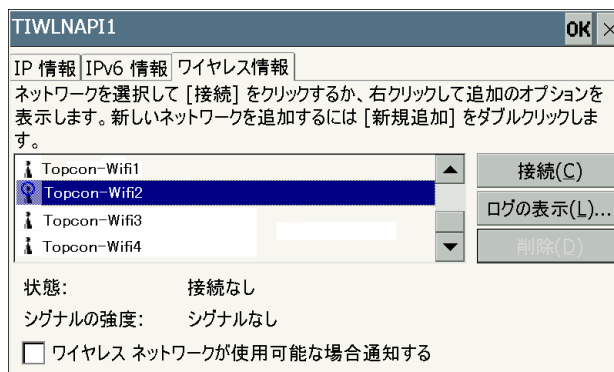 TIWLNAPI1 OK ×
IP 情報 IPv6 情報 ワイヤレス情報
ネットワークを選択して [接続] をクリックするか、右クリックして追加のオプションを
表示します。新しいネットワークを追加するには [新規追加] をダブルクリックしま
す。
Topcon-Wifi1
Topcon-Wifi2
Topcon-Wifi3
Topcon-Wifi4
接続(C)
ログの表示(L)...
削除(D)
状態: 接続なし
シグナルの強度: シグナルなし
ワイヤレス ネットワークが使用可能な場合通知する